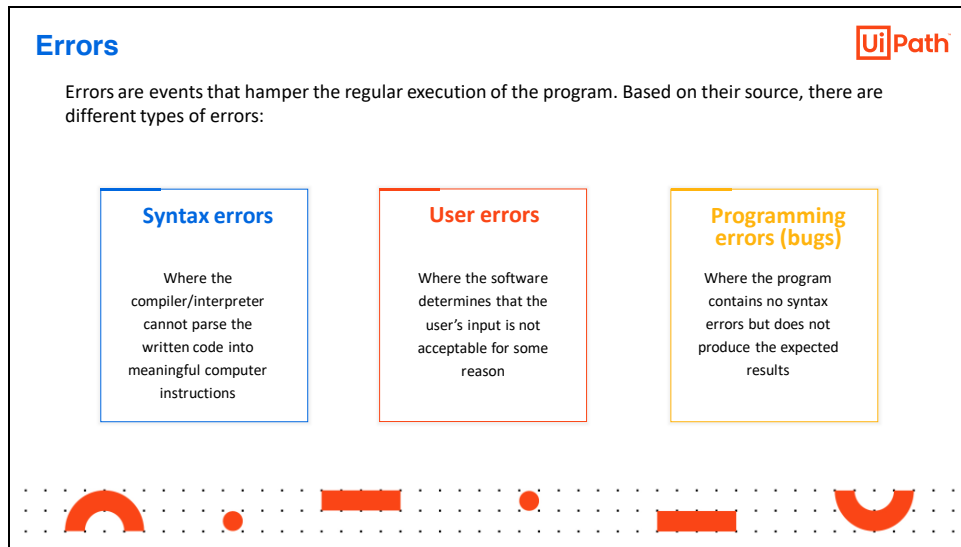 Errors
UiPath
Errors are events that hamper the regular execution of the program. Based on their source, there are
different types of errors:
Syntax errors
Where the
compiler/interpreter
cannot parse the
written code into
meaningful computer
instructions
User errors
Where the software
determines that the
user’s input is not
acceptable for some
reason
Programming
errors (bugs)
Where the program
contains no syntax
errors but does not
produce the expected
results